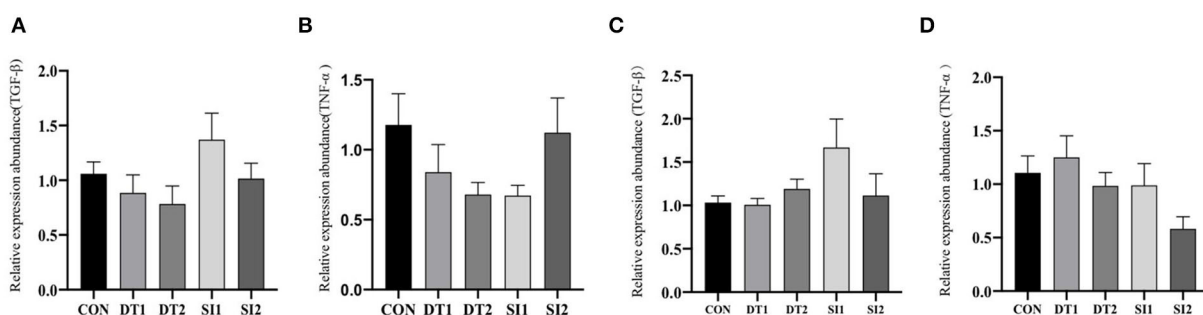 A
Relative expression abundance(TGF-β)
2.0
1.5
1.0
0.5
0.0
CON DT1 DT2 SI1 SI2
B
Relative expression abundance(TNF-α)
1.5
1.0
0.5
0.0
CON DT1 DT2 SI1 SI2
C
Relative expression abundance (TGF-β)
2.5
2.0
1.5
1.0
0.5
0.0
CON DT1 DT2 SI1 SI2
D
Relative expression abundance (TNF-α)
2.0
1.5
1.0
0.5
0.0
CON DT1 DT2 SI1 SI2